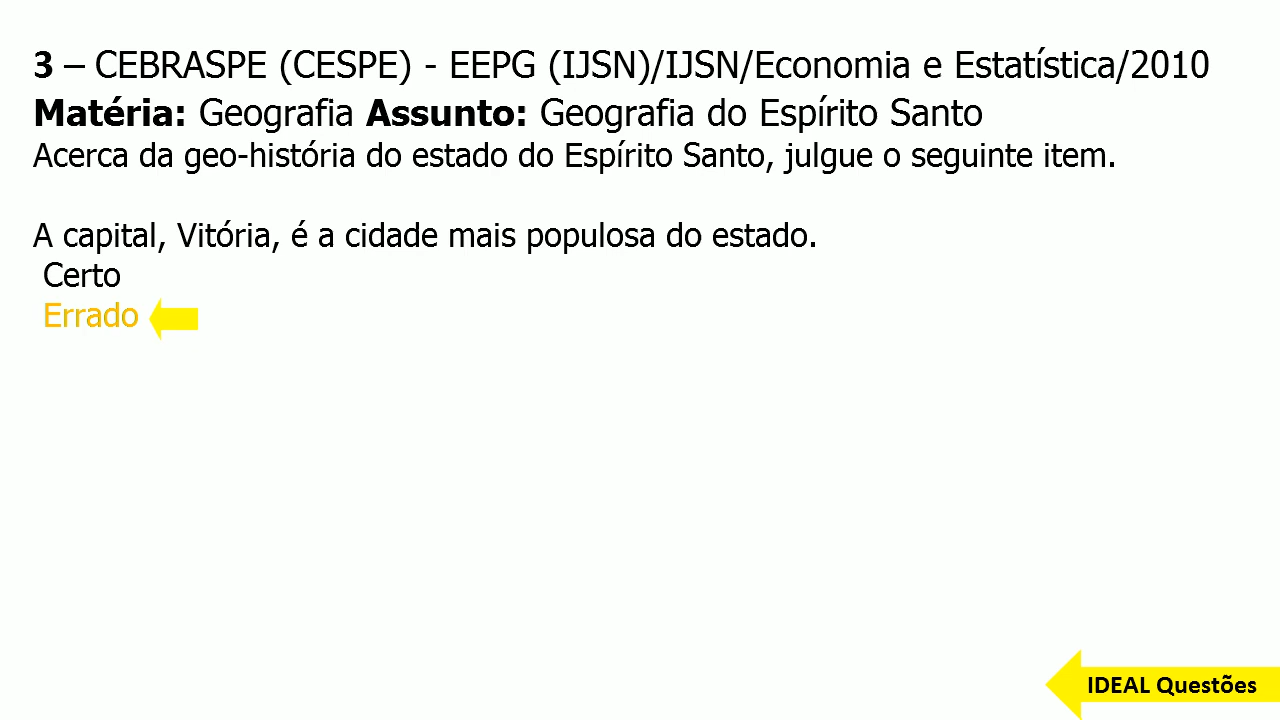 3 – CEBRASPE (CESPE) - EEPG (IJSN)/IJSN/Economia e Estatística/2010
Matéria: Geografia Assunto: Geografia do Espírito Santo
Acerca da geo-história do estado do Espírito Santo, julgue o seguinte item.
A capital, Vitória, é a cidade mais populosa do estado.
Certo
Errado
IDEAL Questões